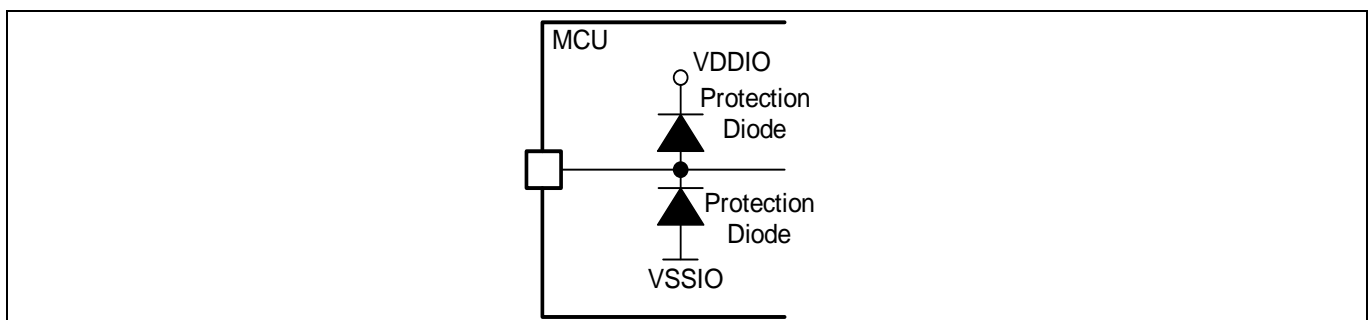 MCU
VDDIO
Protection
Diode
Protection
Diode
VSSIO